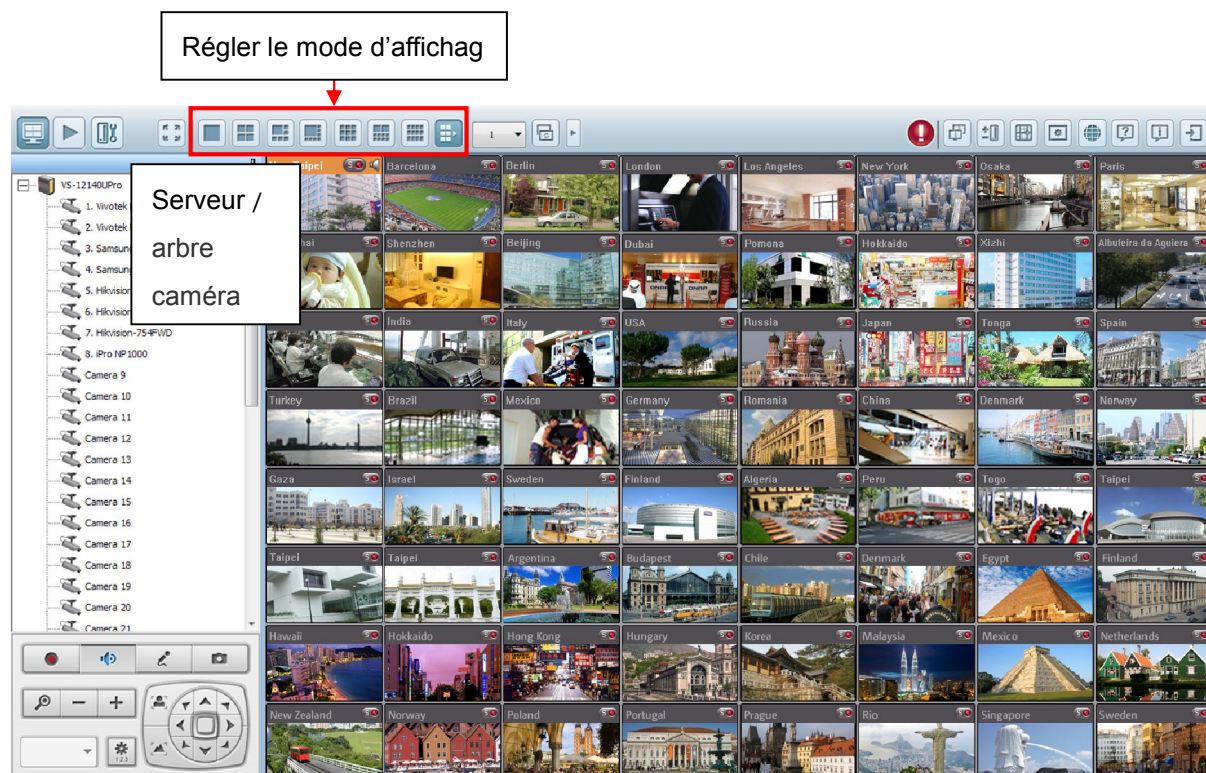 Régler le mode d'affichag
1
VS-12140UPro
Serveur /
arbre
caméra
1. Vivotek
2. Vivotek
3. Samsung
4. Samsung
5. Hikvision
6. Hikvision
7. Hikvision-754FWD
8. iPro NP1000
Camera 9
Camera 10
Camera 11
Camera 12
Camera 13
Camera 14
Camera 15
Camera 16
Camera 17
Camera 18
Camera 19
Camera 20
Camera 21
1 2 3
Taipei Barcelona Berlin London Los Angeles New York Osaka Paris
Shenzhen Beijing Dubai Pomona Hokkaido Xizhi Albufeira da Aguiera
India Italy USA Russia Japan Tonga Spain
Turkey Brazil Mexico Germany Romania China Denmark Norway
Gaza Israel Sweden Finland Algeria Peru Togo Taipei
Taipei Taipei Argentina Budapest Chile Denmark Egypt Finland
Hawaii Hokkaido Hong Kong Hungary Korea Malaysia Mexico Netherlands
New Zealand Norway Poland Portugal Prague Rio Singapore Sweden